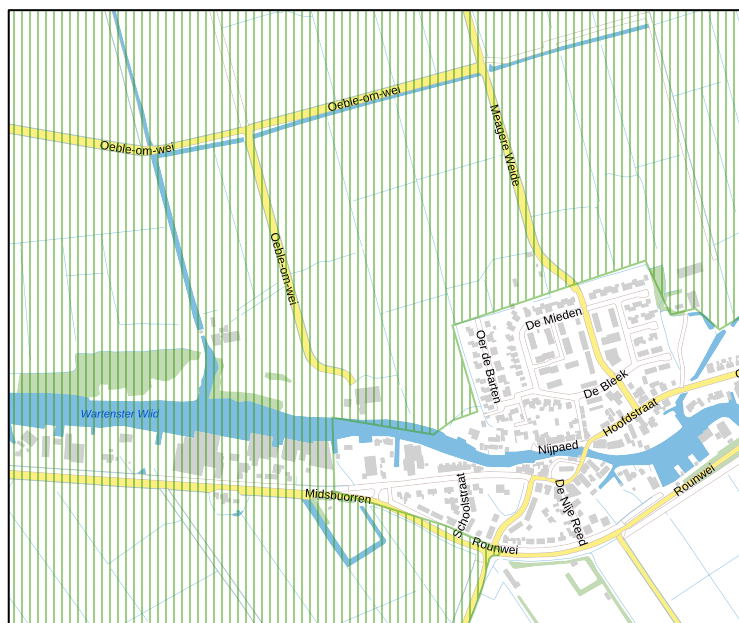 Oeble-om-wei
Oeble-om-wei
Meagere Weide
Oeble-om-wei
De Mieden
Oer de Barten
De Bleek
Wartenster Wiid
Hoofdstraat
Nijpaed
Midsbuorren
Schoolstraat
De Nije Reed
Rounwei
Rounwei